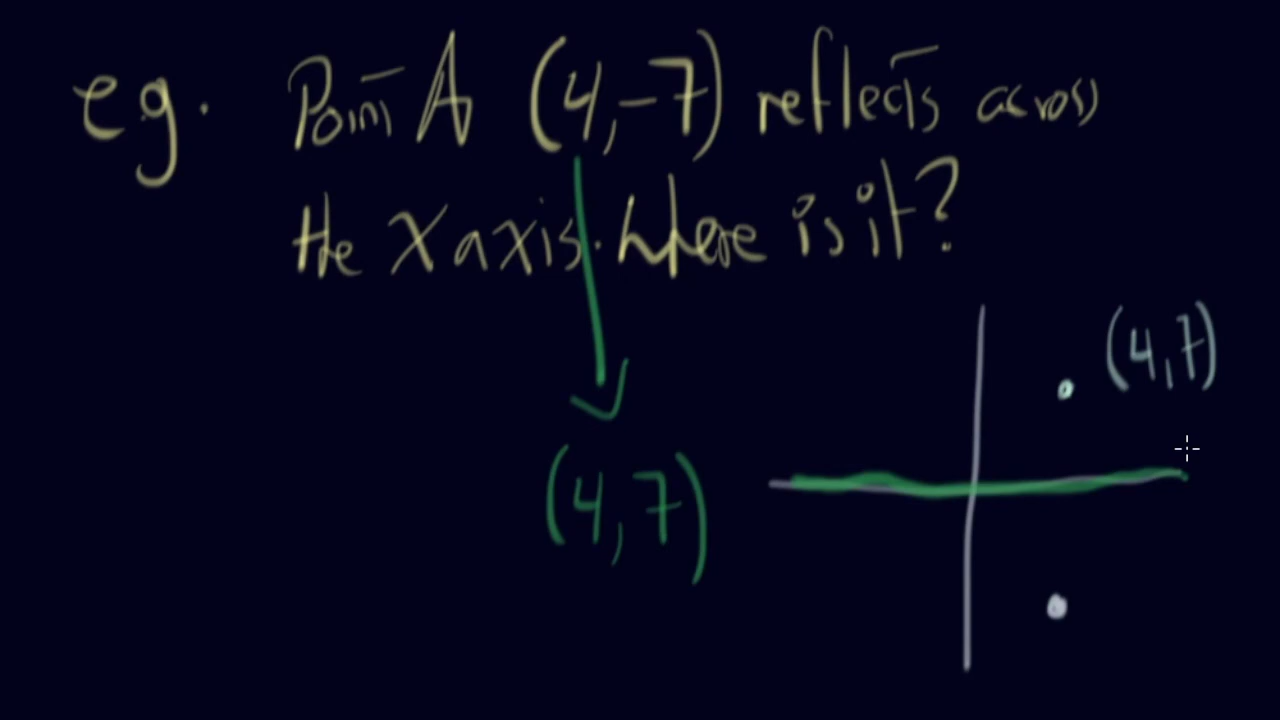 eg. Point A (4,-7) reflects across
the X axis. Where is it?
(4,7)
(4,7)